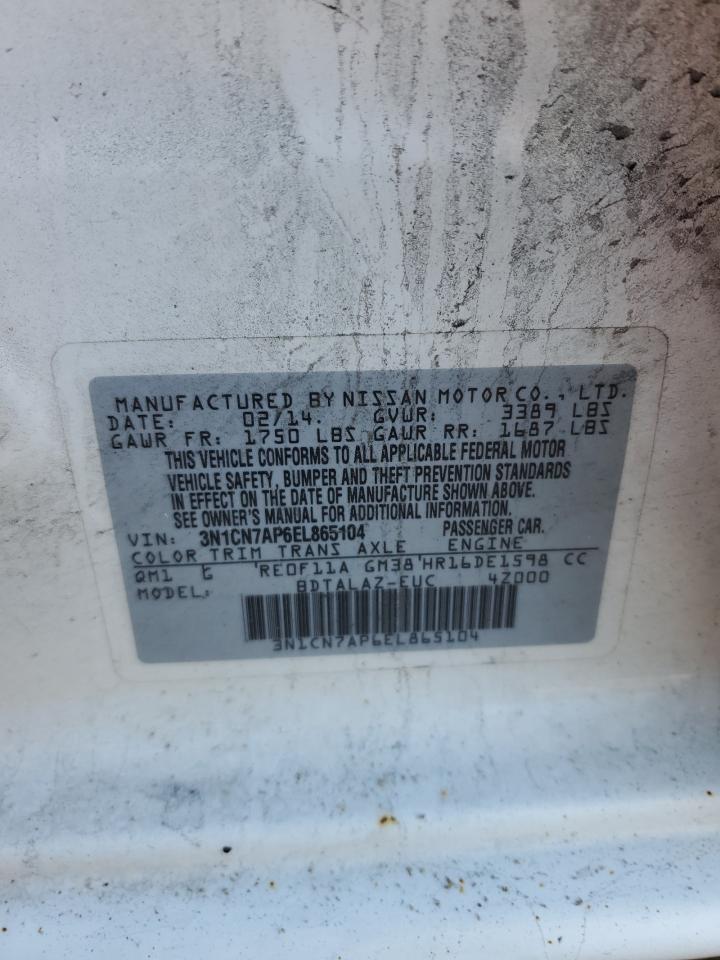 MANUFACTURED BY NISSAN MOTOR CO., LTD.
DATE: 02/14. GVWR: 3389 LBS
GAWR FR: 1750 LBS GAWR RR: 1687 LBS
THIS VEHICLE CONFORMS TO ALL APPLICABLE FEDERAL MOTOR
VEHICLE SAFETY, BUMPER AND THEFT PREVENTION STANDARDS
IN EFFECT ON THE DATE OF MANUFACTURE SHOWN ABOVE.
SEE OWNER'S MANUAL FOR ADDITIONAL INFORMATION.
VIN: 3N1CN7AP6EL865104 PASSENGER CAR.
COLOR TRIM TRANS AXLE ENGINE
QM1 RE0F11A GM38 HR16DE1598 CC
MODEL: BDTALAZ-EUC 4Z000
3N1CN7AP6EL865104